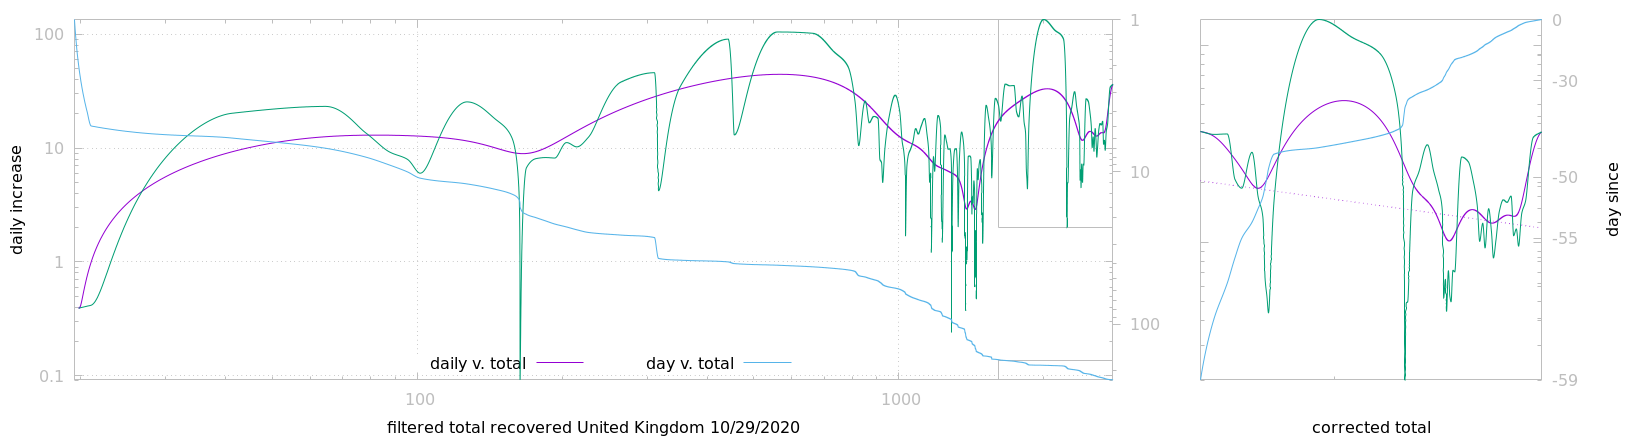 100
10
1
0.1
daily increase
daily v. total
day v. total
100
1000
filtered total recovered United Kingdom 10/29/2020
1
10
100
0
-30
-50
-55
-59
day since
corrected total